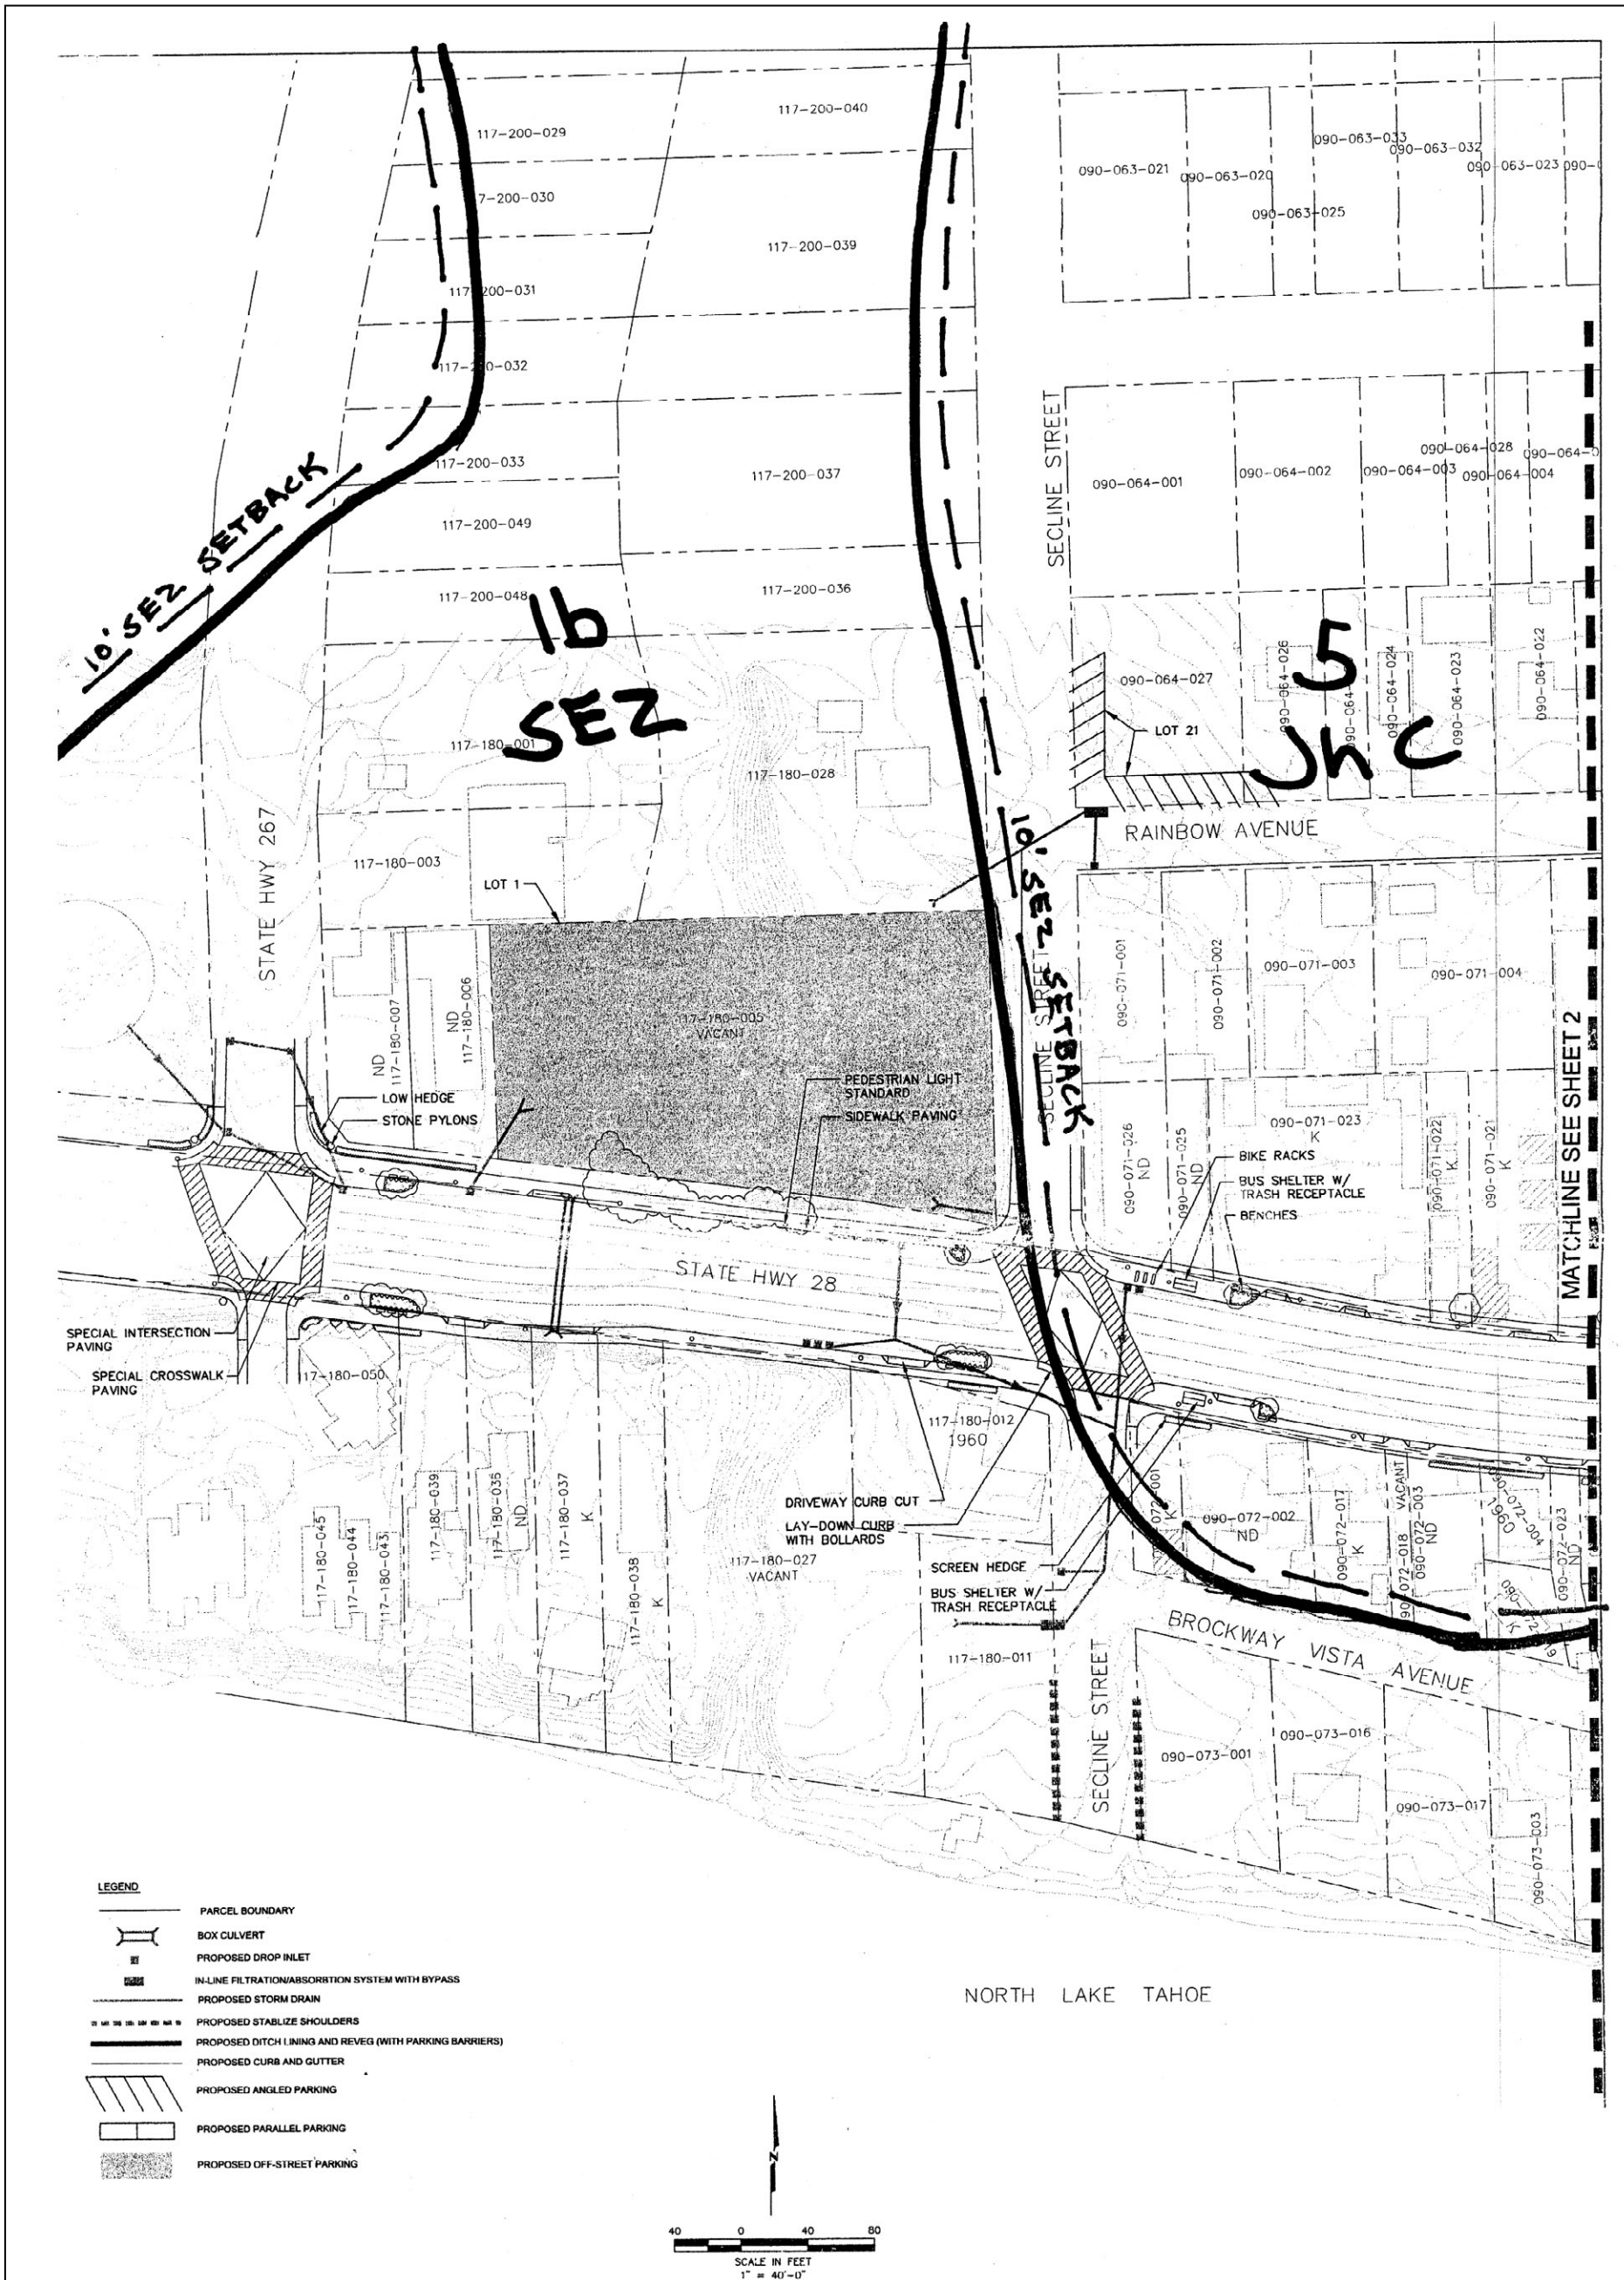 117-200-029
117-200-040
7-200-030
117-200-039
117-200-031
117-200-032
117-200-033
117-200-037
117-200-049
117-200-048
117-200-036
090-063-021
090-063-020
090-063-025
090-063-033
090-063-032
090-063-023
090-064-001
090-064-002
090-064-003
090-064-028
090-064-004
SECLINE STREET
10' SEZ SETBACK
1b
SEZ
5
JhC
090-064-027
090-064-026
090-064-024
090-064-023
090-064-022
LOT 21
117-180-001
117-180-028
RAINBOW AVENUE
117-180-003
LOT 1
STATE HWY 267
10' SEZ SETBACK
SECLINE STREET
090-071-001
090-071-002
090-071-003
090-071-004
ND
117-180-007
ND
117-180-006
117-180-005
VACANT
LOW HEDGE
STONE PYLONS
PEDESTRIAN LIGHT
STANDARD
SIDEWALK PAVING
090-071-026
ND
090-071-025
ND
090-071-023
K
090-071-022
K
090-071-021
K
BIKE RACKS
BUS SHELTER W/
TRASH RECEPTACLE
BENCHES
MATCHLINE SEE SHEET 2
STATE HWY 28
SPECIAL INTERSECTION
PAVING
SPECIAL CROSSWALK
PAVING
17-180-050
117-180-012
1960
117-180-045
117-180-044
117-180-043
117-180-039
117-180-035
ND
117-180-037
K
117-180-038
K
DRIVEWAY CURB CUT
LAY-DOWN CURB
WITH BOLLARDS
117-180-027
VACANT
SCREEN HEDGE
BUS SHELTER W/
TRASH RECEPTACLE
K
090-072-002
ND
090-072-017
K
VACANT
090-072-003
ND
1960
090-072-023
ND
BROCKWAY VISTA AVENUE
117-180-011
SECLINE STREET
090-073-001
090-073-016
090-073-017
090-073-003
NORTH LAKE TAHOE
LEGEND
PARCEL BOUNDARY
BOX CULVERT
PROPOSED DROP INLET
IN-LINE FILTRATION/ABSORBTION SYSTEM WITH BYPASS
PROPOSED STORM DRAIN
PROPOSED STABLIZE SHOULDERS
PROPOSED DITCH LINING AND REVEG (WITH PARKING BARRIERS)
PROPOSED CURB AND GUTTER
PROPOSED ANGLED PARKING
PROPOSED PARALLEL PARKING
PROPOSED OFF-STREET PARKING
N
40 0 40 80
SCALE IN FEET
1" = 40'-0"